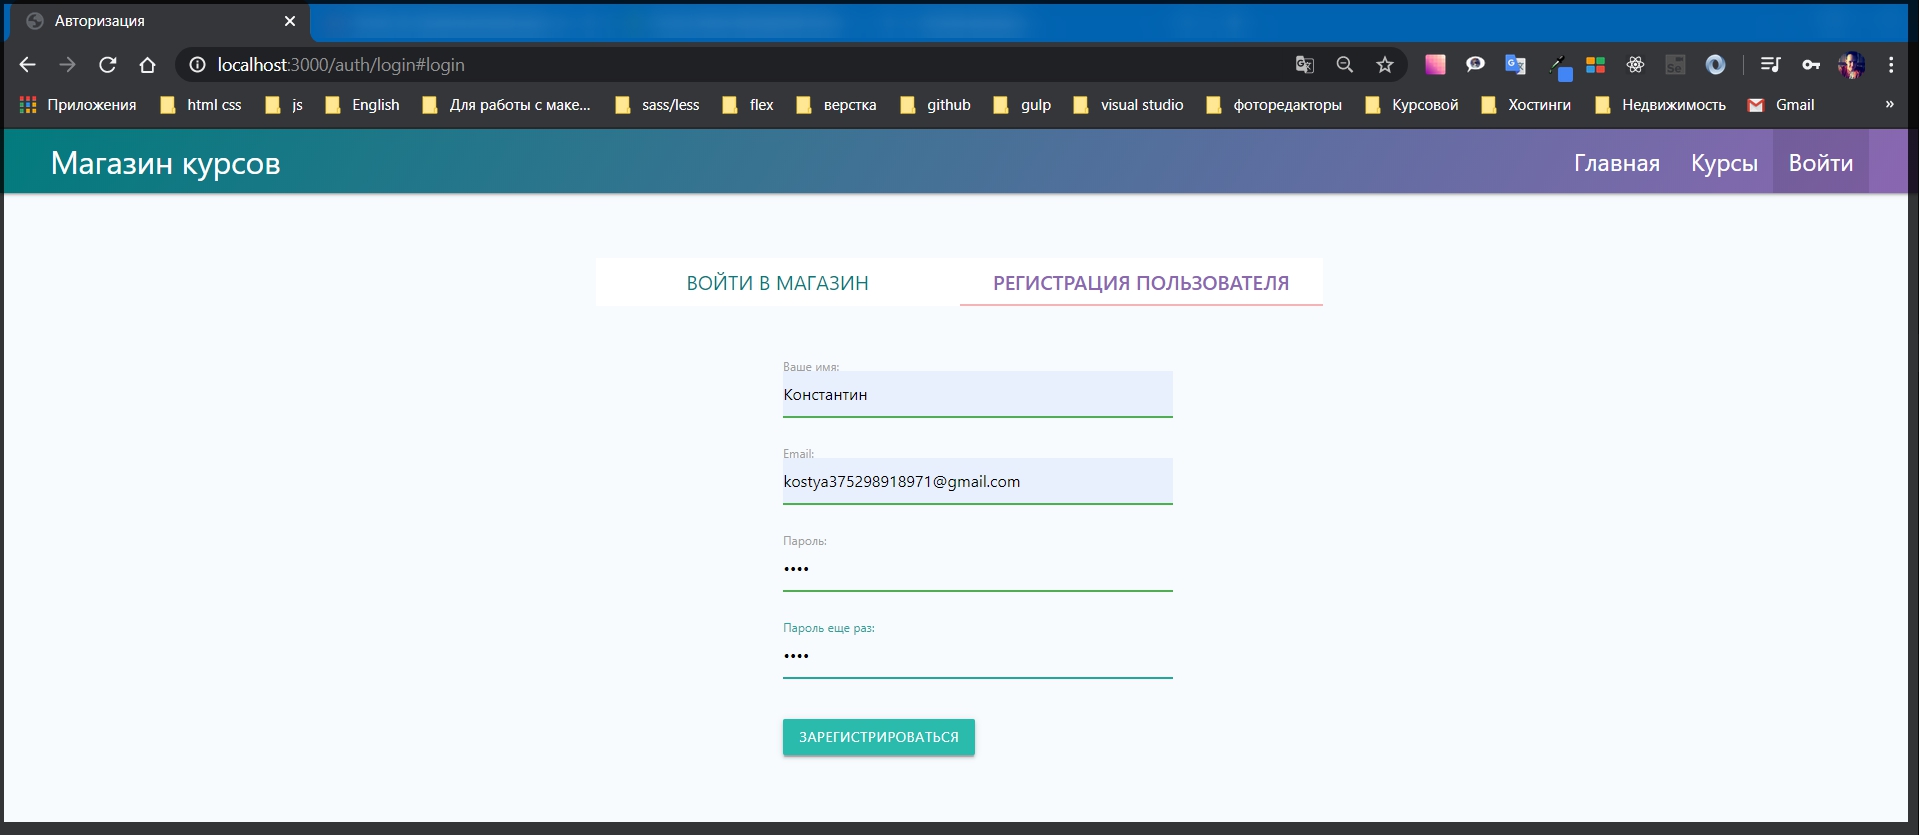 Авторизация
localhost:3000/auth/login#login
Приложения html css js English Для работы с маке... sass/less flex верстка github gulp visual studio фоторедакторы Курсовой Хостинги Недвижимость Gmail »
Магазин курсов Главная Курсы Войти
ВОЙТИ В МАГАЗИН РЕГИСТРАЦИЯ ПОЛЬЗОВАТЕЛЯ
Ваше имя:
Константин
Email:
kostya375298918971@gmail.com
Пароль:
••••
Пароль еще раз:
••••
ЗАРЕГИСТРИРОВАТЬСЯ